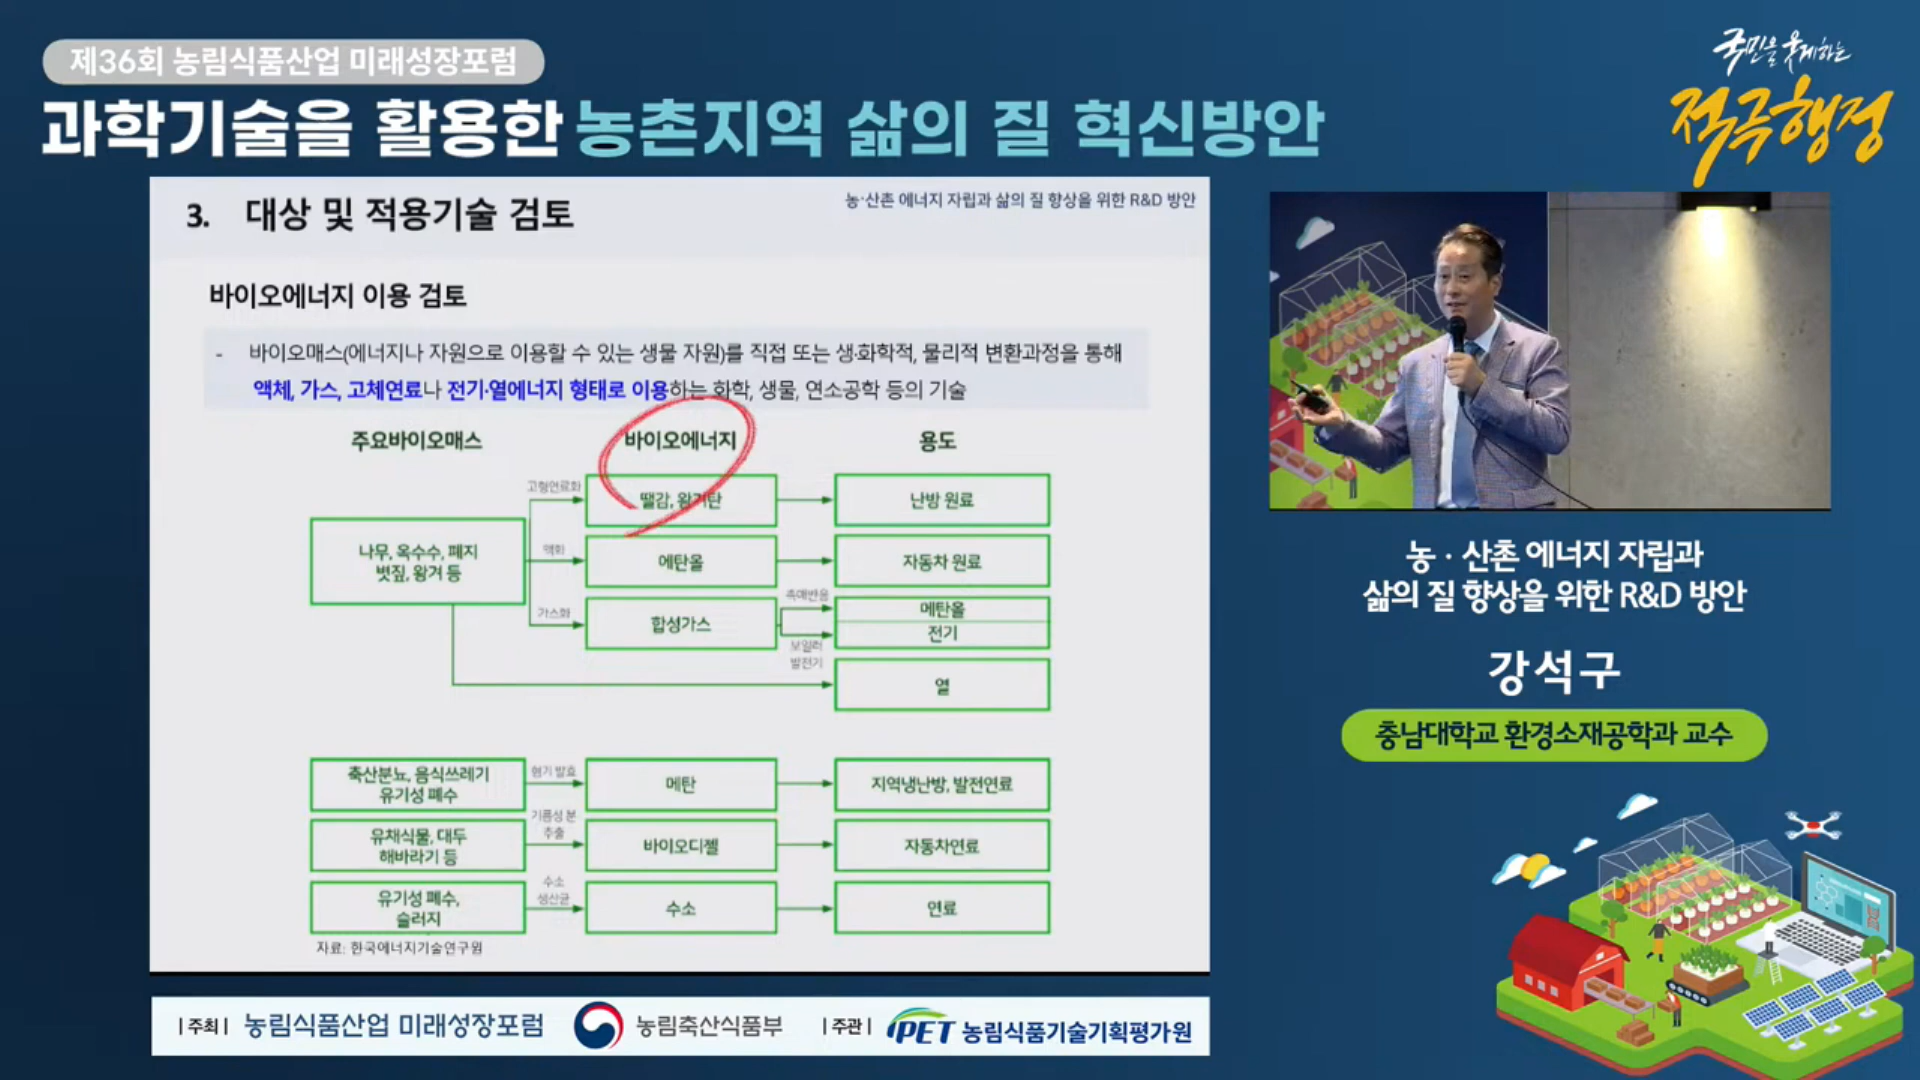 제36회 농림식품산업 미래성장포럼
과학기술을 활용한 농촌지역 삶의 질 혁신방안
국민을 웃게하는
적극행정
3. 대상 및 적용기술 검토
농·산촌 에너지 자립과 삶의 질 향상을 위한 R&D 방안
바이오에너지 이용 검토
- 바이오매스(에너지나 자원으로 이용할 수 있는 생물 자원)를 직접 또는 생·화학적, 물리적 변환과정을 통해
액체, 가스, 고체연료나 전기·열에너지 형태로 이용하는 화학, 생물, 연소공학 등의 기술
주요바이오매스
바이오에너지
용도
고형연료화
땔감, 왕겨탄
난방 원료
나무, 옥수수, 폐지
볏짚, 왕겨 등
액화
에탄올
자동차 원료
가스화
합성가스
촉매반응
메탄올
전기
보일러
발전기
열
축산분뇨, 음식쓰레기
유기성 폐수
혐기 발효
메탄
지역냉난방, 발전연료
유채식물, 대두
해바라기 등
기름성 분
추출
바이오디젤
자동차연료
유기성 폐수,
슬러지
수소
생산균
수소
연료
자료: 한국에너지기술연구원
농 · 산촌 에너지 자립과
삶의 질 향상을 위한 R&D 방안
강석구
충남대학교 환경소재공학과 교수
|주최| 농림식품산업 미래성장포럼 농림축산식품부 |주관| iPET 농림식품기술기획평가원